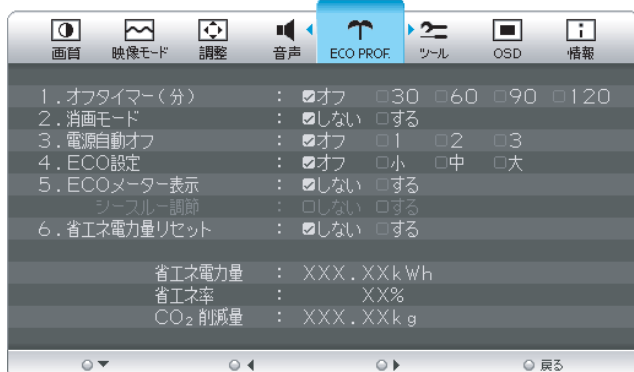 画質 映像モード 調整 音声 ECO PROF. ツール OSD 情報
1.オフタイマー(分) : ☑オフ □30 □60 □90 □120
2.消画モード : ☑しない □する
3.電源自動オフ : ☑オフ □1 □2 □3
4.ECO設定 : ☑オフ □小 □中 □大
5.ECOメーター表示 : ☑しない □する
シースルー調節 : □しない □する
6.省エネ電力量リセット : ☑しない □する
省エネ電力量 : XXX.XXkWh
省エネ率 : XX%
CO₂削減量 : XXX.XXkg
○▼ ○◀ ○▶ ○戻る